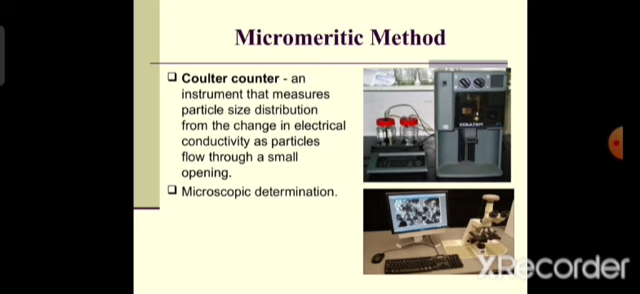 Micromeritic Method
❑ Coulter counter - an
instrument that measures
particle size distribution
from the change in electrical
conductivity as particles
flow through a small
opening.
❑ Microscopic determination.
XRecorder